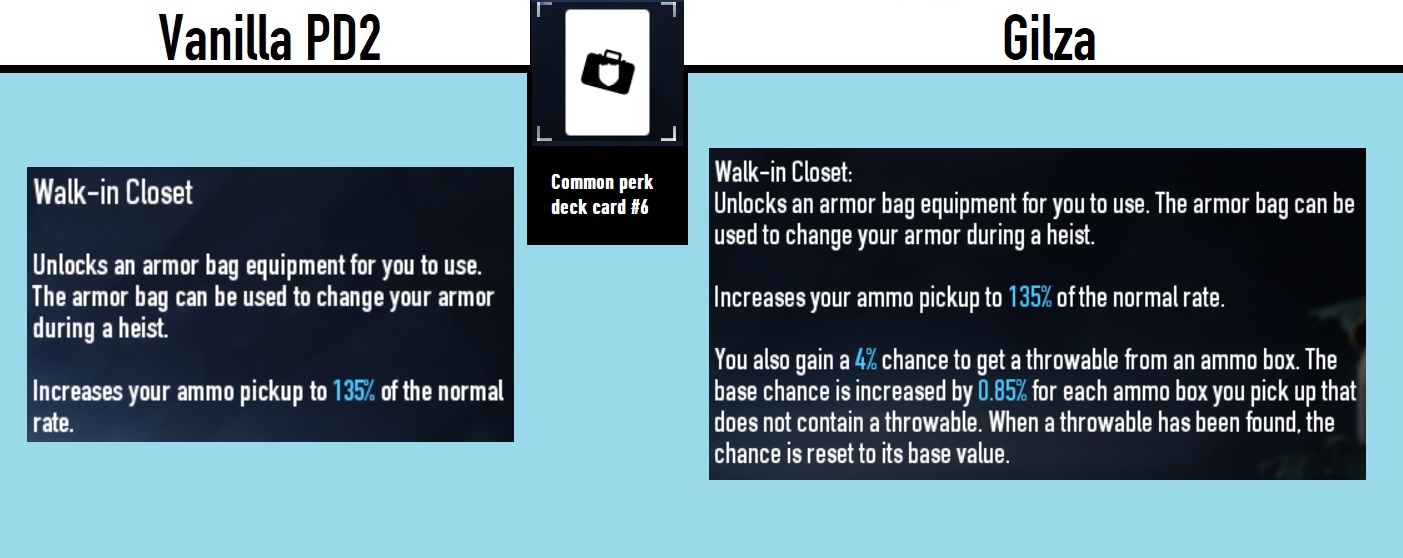 Vanilla PD2
Gilza
Common perk
deck card #6
Walk-in Closet
Unlocks an armor bag equipment for you to use.
The armor bag can be used to change your armor
during a heist.
Increases your ammo pickup to 135% of the normal
rate.
Walk-in Closet:
Unlocks an armor bag equipment for you to use. The armor bag can be
used to change your armor during a heist.
Increases your ammo pickup to 135% of the normal rate.
You also gain a 4% chance to get a throwable from an ammo box. The
base chance is increased by 0.85% for each ammo box you pick up that
does not contain a throwable. When a throwable has been found, the
chance is reset to its base value.